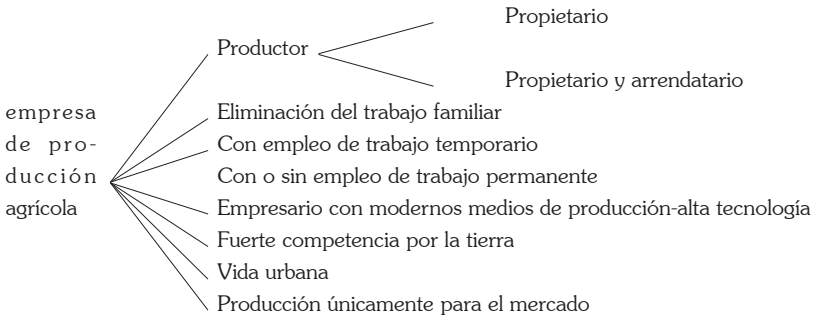 Propietario
Productor
Propietario y arrendatario
empresa
de pro-
ducción
agrícola
Eliminación del trabajo familiar
Con empleo de trabajo temporario
Con o sin empleo de trabajo permanente
Empresario con modernos medios de producción-alta tecnología
Fuerte competencia por la tierra
Vida urbana
Producción únicamente para el mercado